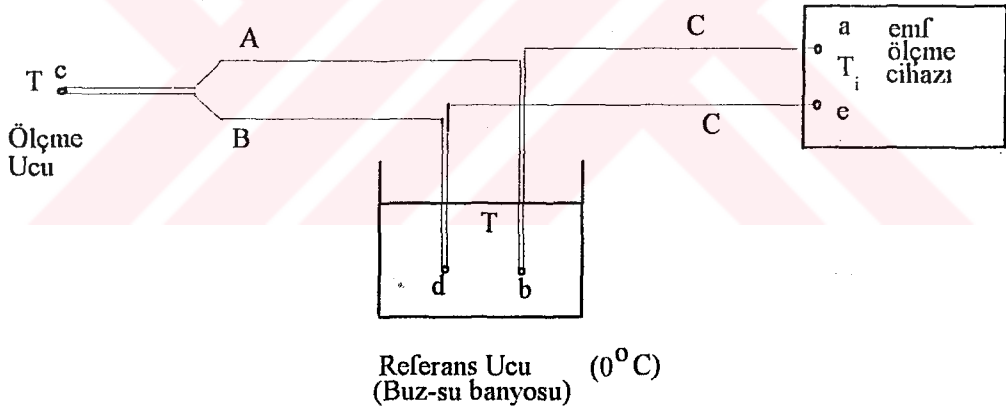 A
C
a
emf
ölçme
cihazı
T c
T i
e
B
C
Ölçme
Ucu
T
d
b
Referans Ucu (0°C)
(Buz-su banyosu)